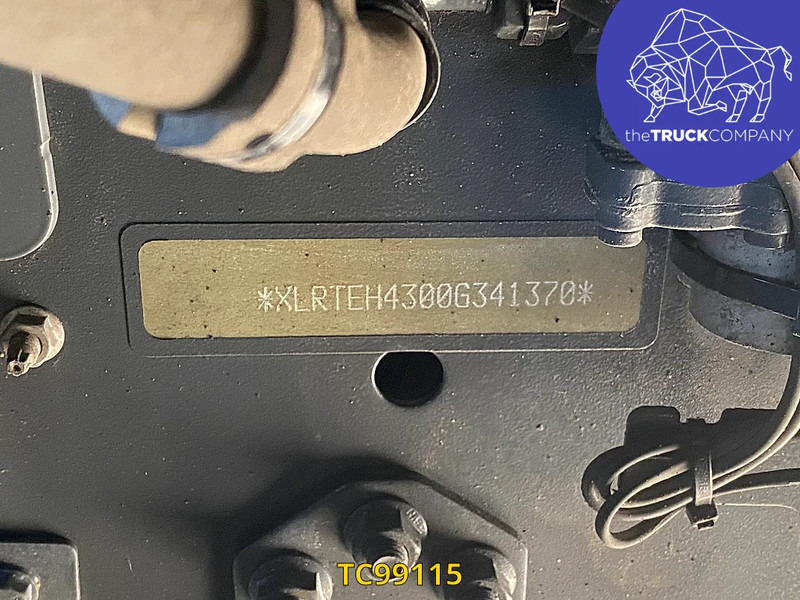 theTRUCKCOMPANY
*XLRTEH4300G341370*
TC99115